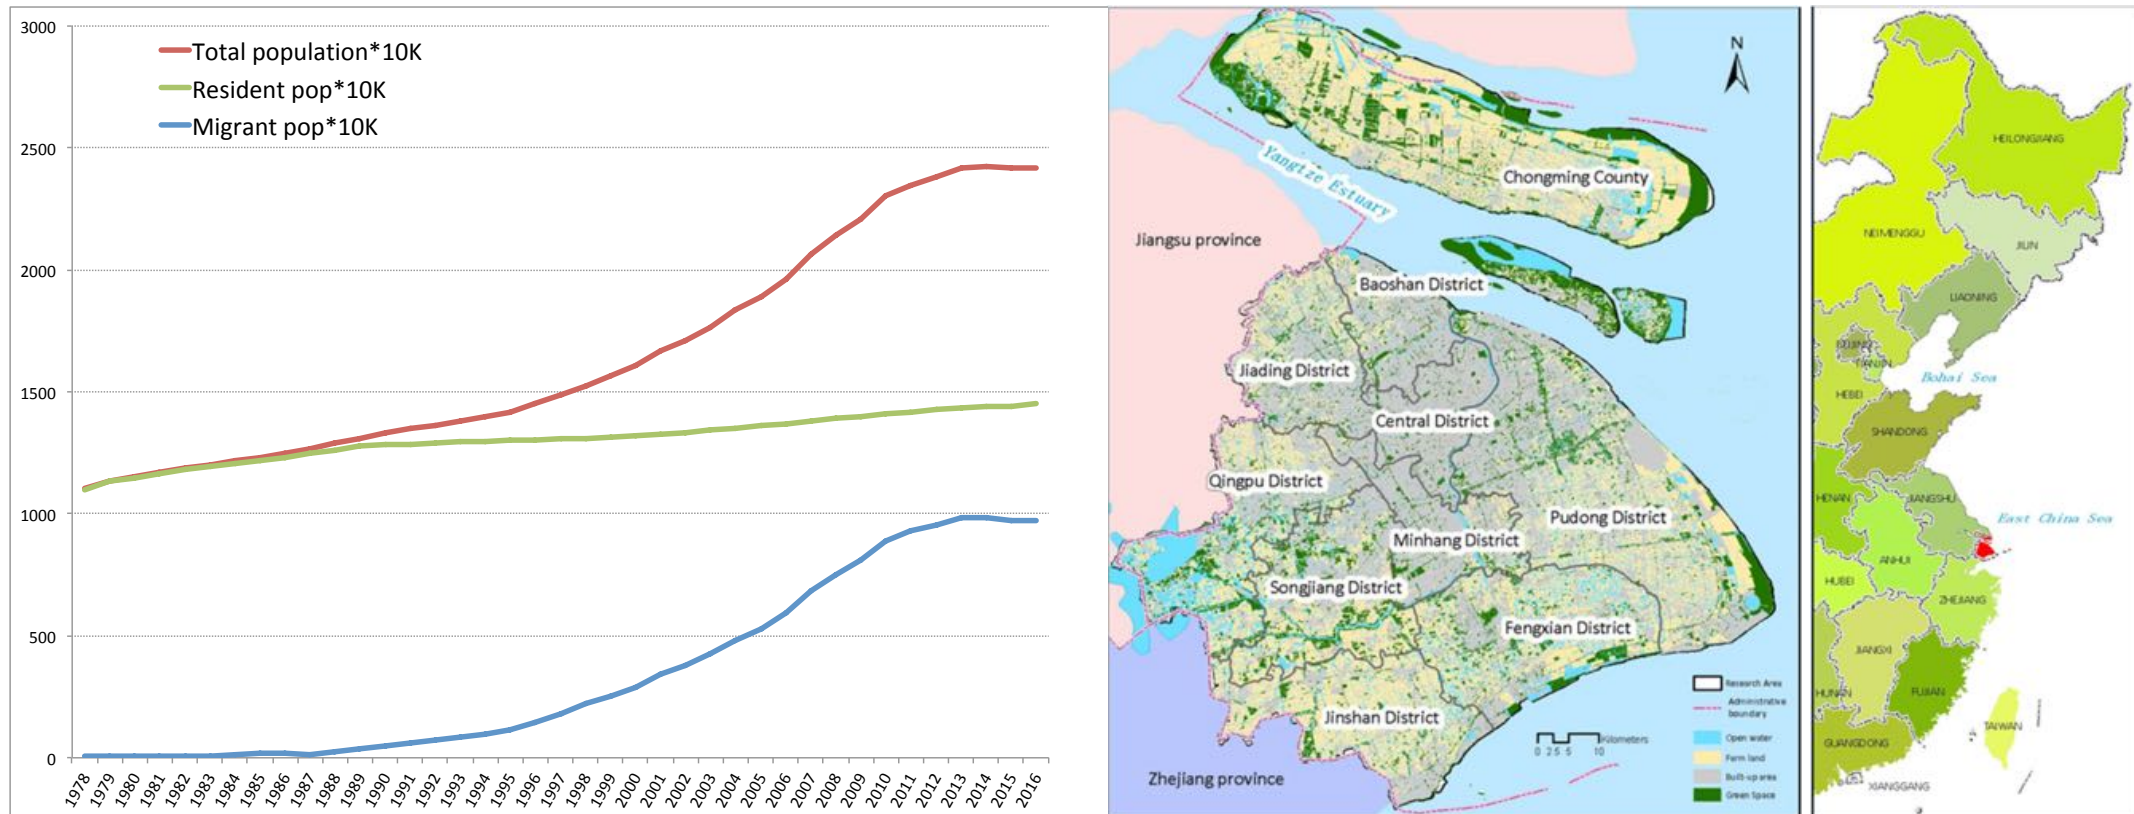 3000
2500
2000
1500
1000
500
0
Total population*10K
Resident pop*10K
Migrant pop*10K
1978
1979
1980
1981
1982
1983
1984
1985
1986
1987
1988
1989
1990
1991
1992
1993
1994
1995
1996
1997
1998
1999
2000
2001
2002
2003
2004
2005
2006
2007
2008
2009
2010
2011
2012
2013
2014
2015
2016
N
Chongming County
Yangtze Estuary
Jiangsu province
Baoshan District
Jiading District
Central District
Qingpu District
Pudong District
Minhang District
Songjiang District
Fengxian District
Jinshan District
Zhejiang province
Research Area
Administrative
boundary
Open water
Farm land
Built-up area
Green Space
0 2.5 5 10 Kilometers
HEILONGJIANG
NEIMENGGU
JILIN
LIAONING
BEIJING
TIANJIN
Bohai Sea
HEBEI
SHANDONG
HENAN
JIANGSHU
East China Sea
ANHUI
HUBEI
ZHEJIANG
JIANGXI
HUNAN
FUJIAN
TAIWAN
GUANGDONG
XIANGGANG